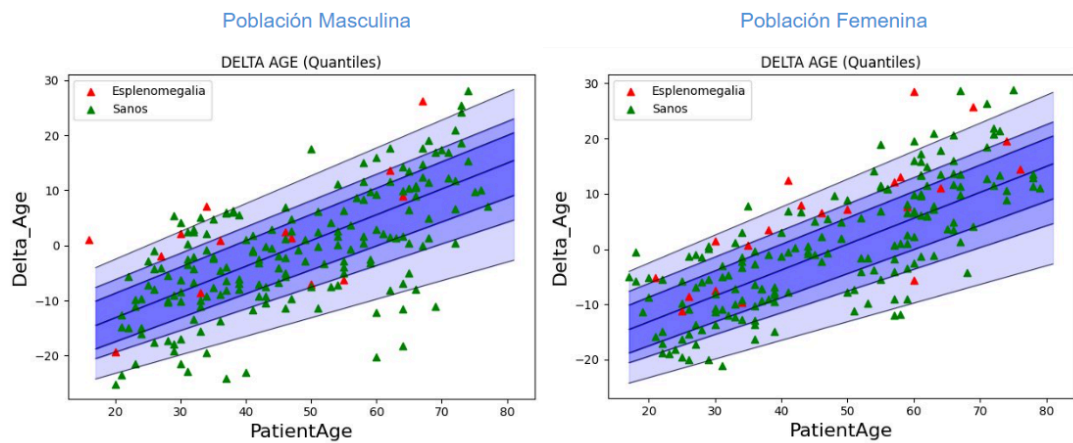 Población Masculina
DELTA AGE (Quantiles)
Esplenomegalia
Sanos
30
20
10
0
−10
−20
Delta_Age
20
30
40
50
60
70
80
PatientAge
Población Femenina
DELTA AGE (Quantiles)
Esplenomegalia
Sanos
30
20
10
0
−10
−20
Delta_Age
20
30
40
50
60
70
80
PatientAge